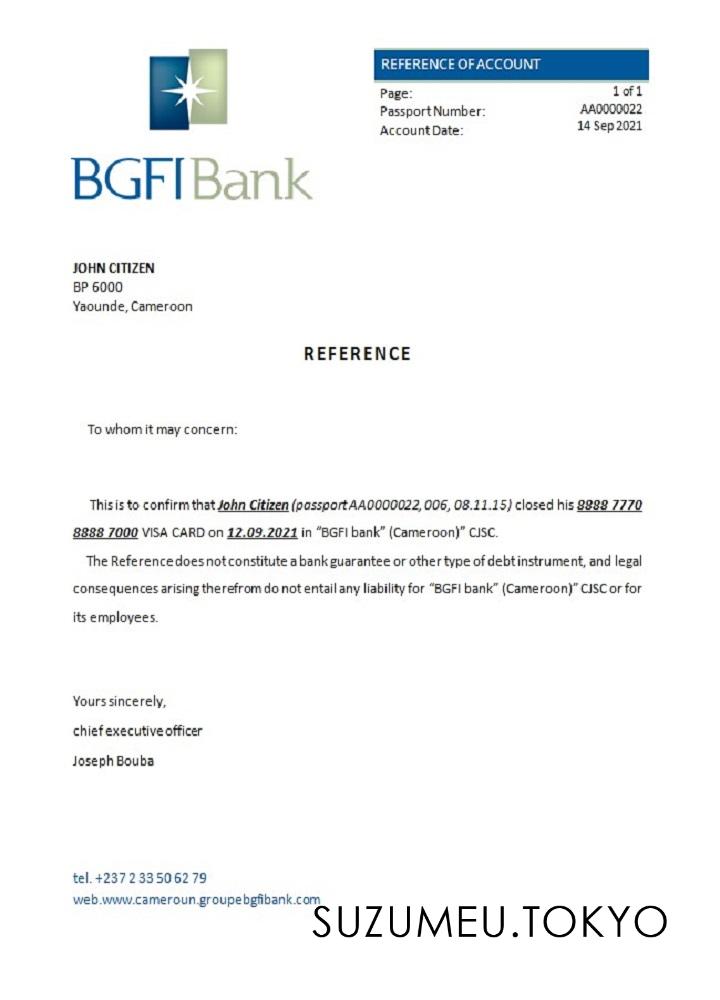 REFERENCE OF ACCOUNT
Page: 1 of 1
Passport Number: AA0000022
Account Date: 14 Sep 2021
BGFIBank
JOHN CITIZEN
BP 6000
Yaounde, Cameroon
REFERENCE
To whom it may concern:
This is to confirm that John Citizen (passport AA0000022, 006, 08.11.15) closed his 8888 7770
8888 7000 VISA CARD on 12.09.2021 in “BGFI bank” (Cameroon)” CJSC.
The Reference does not constitute a bank guarantee or other type of debt instrument, and legal
consequences arising therefrom do not entail any liability for “BGFI bank” (Cameroon)” CJSC or for
its employees.
Yours sincerely,
chief executive officer
Joseph Bouba
tel. +237 2 33 50 62 79
web.www.cameroun.groupebgfibank.com
SUZUMEU.TOKYO